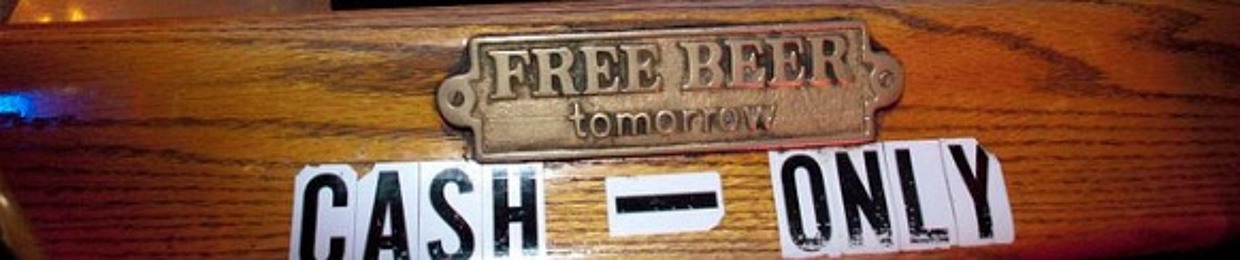 FREE BEER
tomorrow
CASH - ONLY